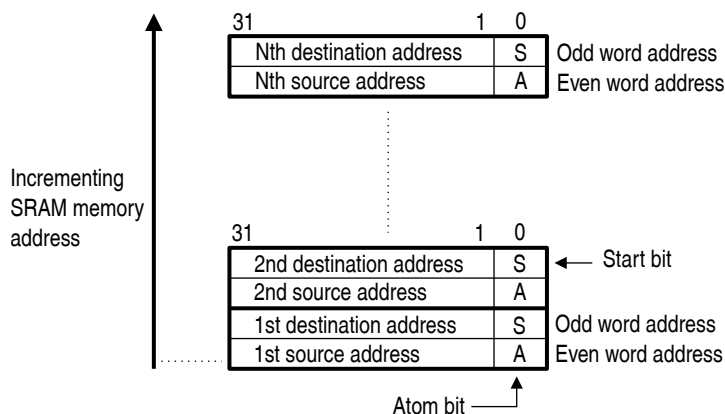 31 1 0
Nth destination address S Odd word address
Nth source address A Even word address
Incrementing
SRAM memory
address
31 1 0
2nd destination address S Start bit
2nd source address A
1st destination address S Odd word address
1st source address A Even word address
Atom bit